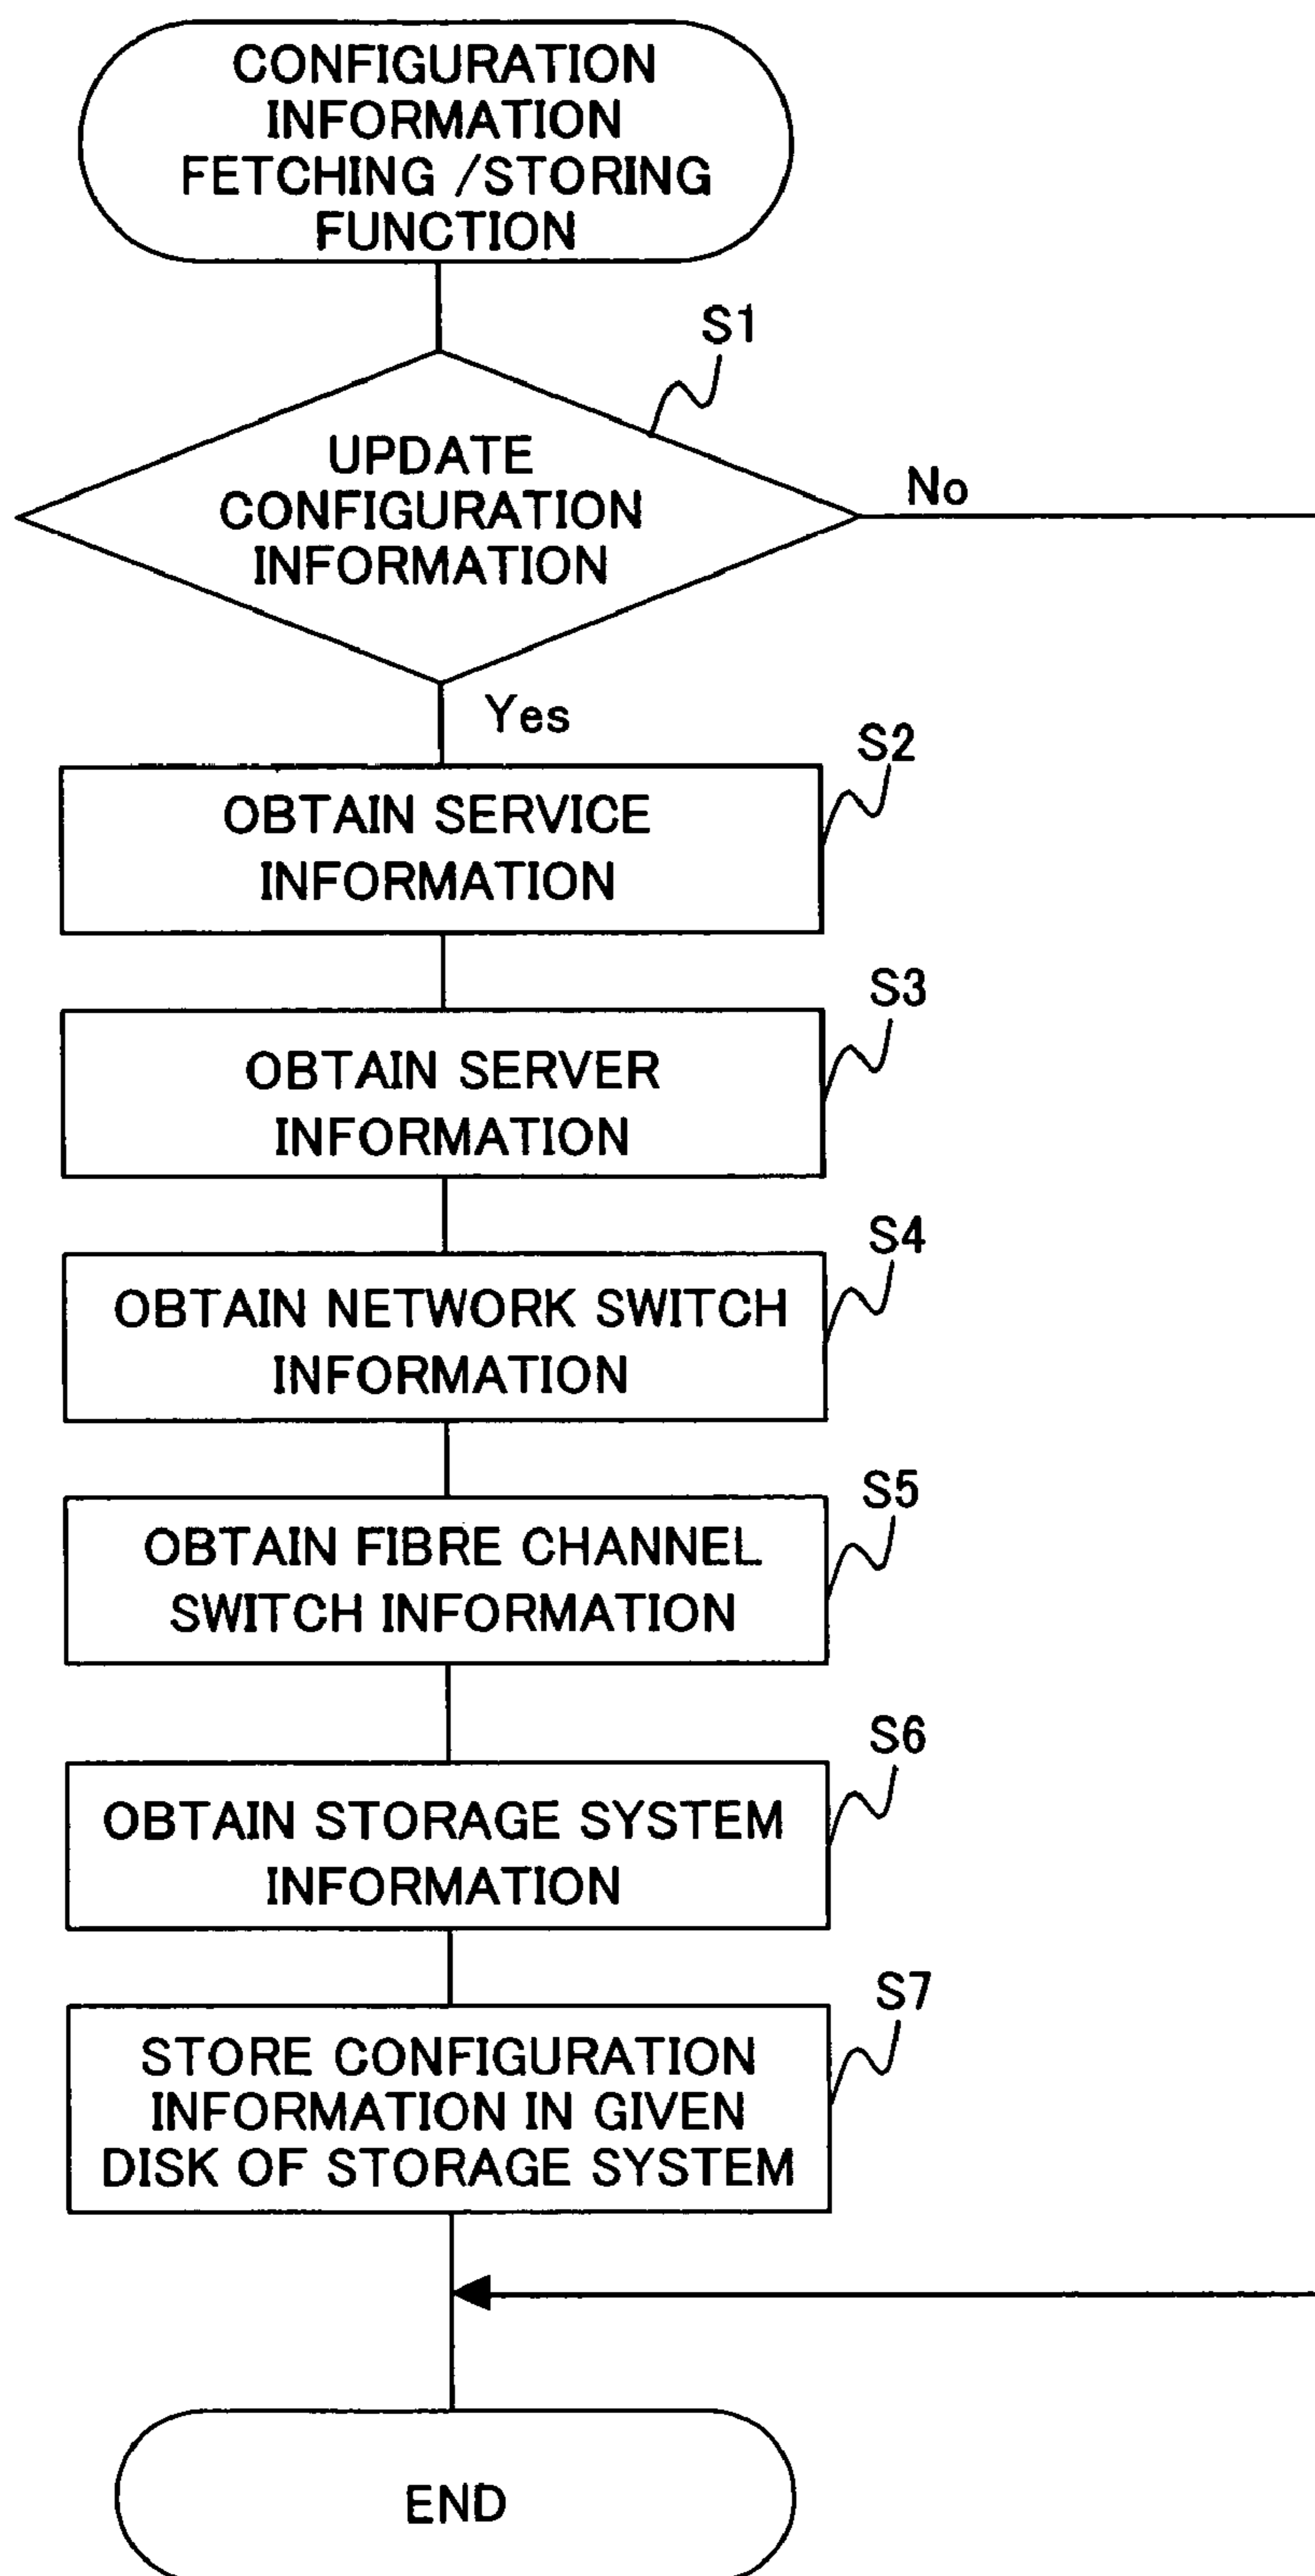 CONFIGURATION
INFORMATION
FETCHING /STORING
FUNCTION
S1
UPDATE
CONFIGURATION
INFORMATION
No
Yes
S2
OBTAIN SERVICE
INFORMATION
S3
OBTAIN SERVER
INFORMATION
S4
OBTAIN NETWORK SWITCH
INFORMATION
S5
OBTAIN FIBRE CHANNEL
SWITCH INFORMATION
S6
OBTAIN STORAGE SYSTEM
INFORMATION
S7
STORE CONFIGURATION
INFORMATION IN GIVEN
DISK OF STORAGE SYSTEM
END